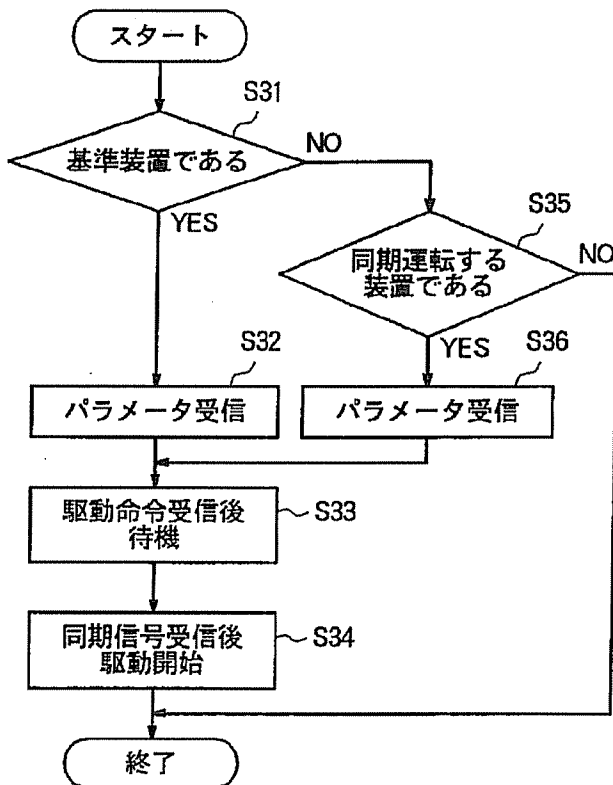 スタート
S31
基準装置である
NO
YES
S35
同期運転する
装置である
NO
YES
S32
パラメータ受信
S36
パラメータ受信
駆動命令受信後
待機
S33
同期信号受信後
駆動開始
S34
終了